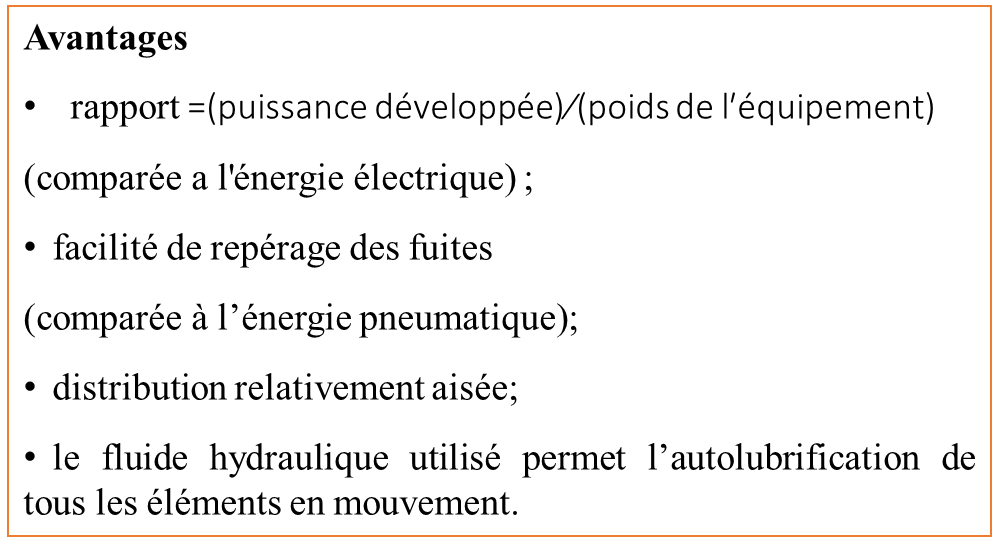 Avantages
• rapport =(puissance développée)∕(poids de l′équipement)
(comparée a l'énergie électrique) ;
• facilité de repérage des fuites
(comparée à l’énergie pneumatique);
• distribution relativement aisée;
• le fluide hydraulique utilisé permet l’autolubrification de
tous les éléments en mouvement.